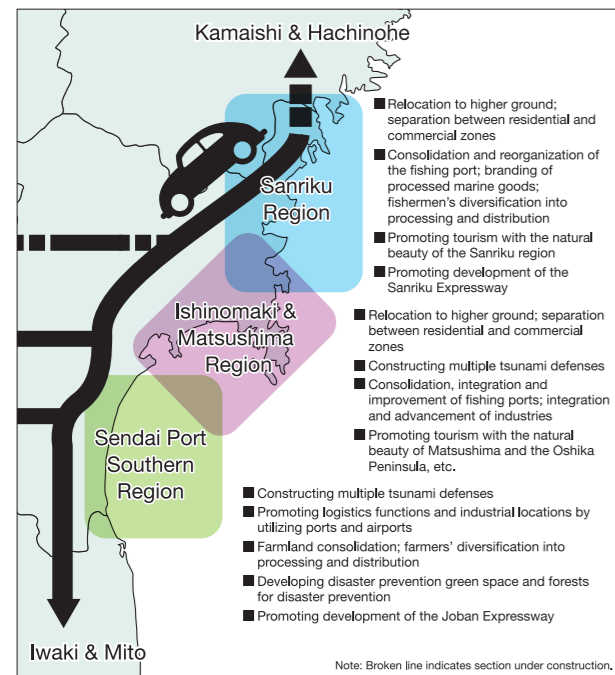 Kamaishi & Hachinohe
■ Relocation to higher ground;
separation between residential and
commercial zones
■ Consolidation and reorganization of
the fishing port; branding of
processed marine goods;
fishermen's diversification into
processing and distribution
■ Promoting tourism with the natural
beauty of the Sanriku region
■ Promoting development of the
Sanriku Expressway
Sanriku
Region
Ishinomaki &
Matsushima
Region
■ Relocation to higher ground; separation
between residential and commercial
zones
■ Constructing multiple tsunami defenses
■ Consolidation, integration and
improvement of fishing ports; integration
and advancement of industries
■ Promoting tourism with the natural
beauty of Matsushima and the Oshika
Peninsula, etc.
Sendai Port
Southern
Region
■ Constructing multiple tsunami defenses
■ Promoting logistics functions and industrial locations by
utilizing ports and airports
■ Farmland consolidation; farmers' diversification into
processing and distribution
■ Developing disaster prevention green space and forests
for disaster prevention
■ Promoting development of the Joban Expressway
Iwaki & Mito
Note: Broken line indicates section under construction.